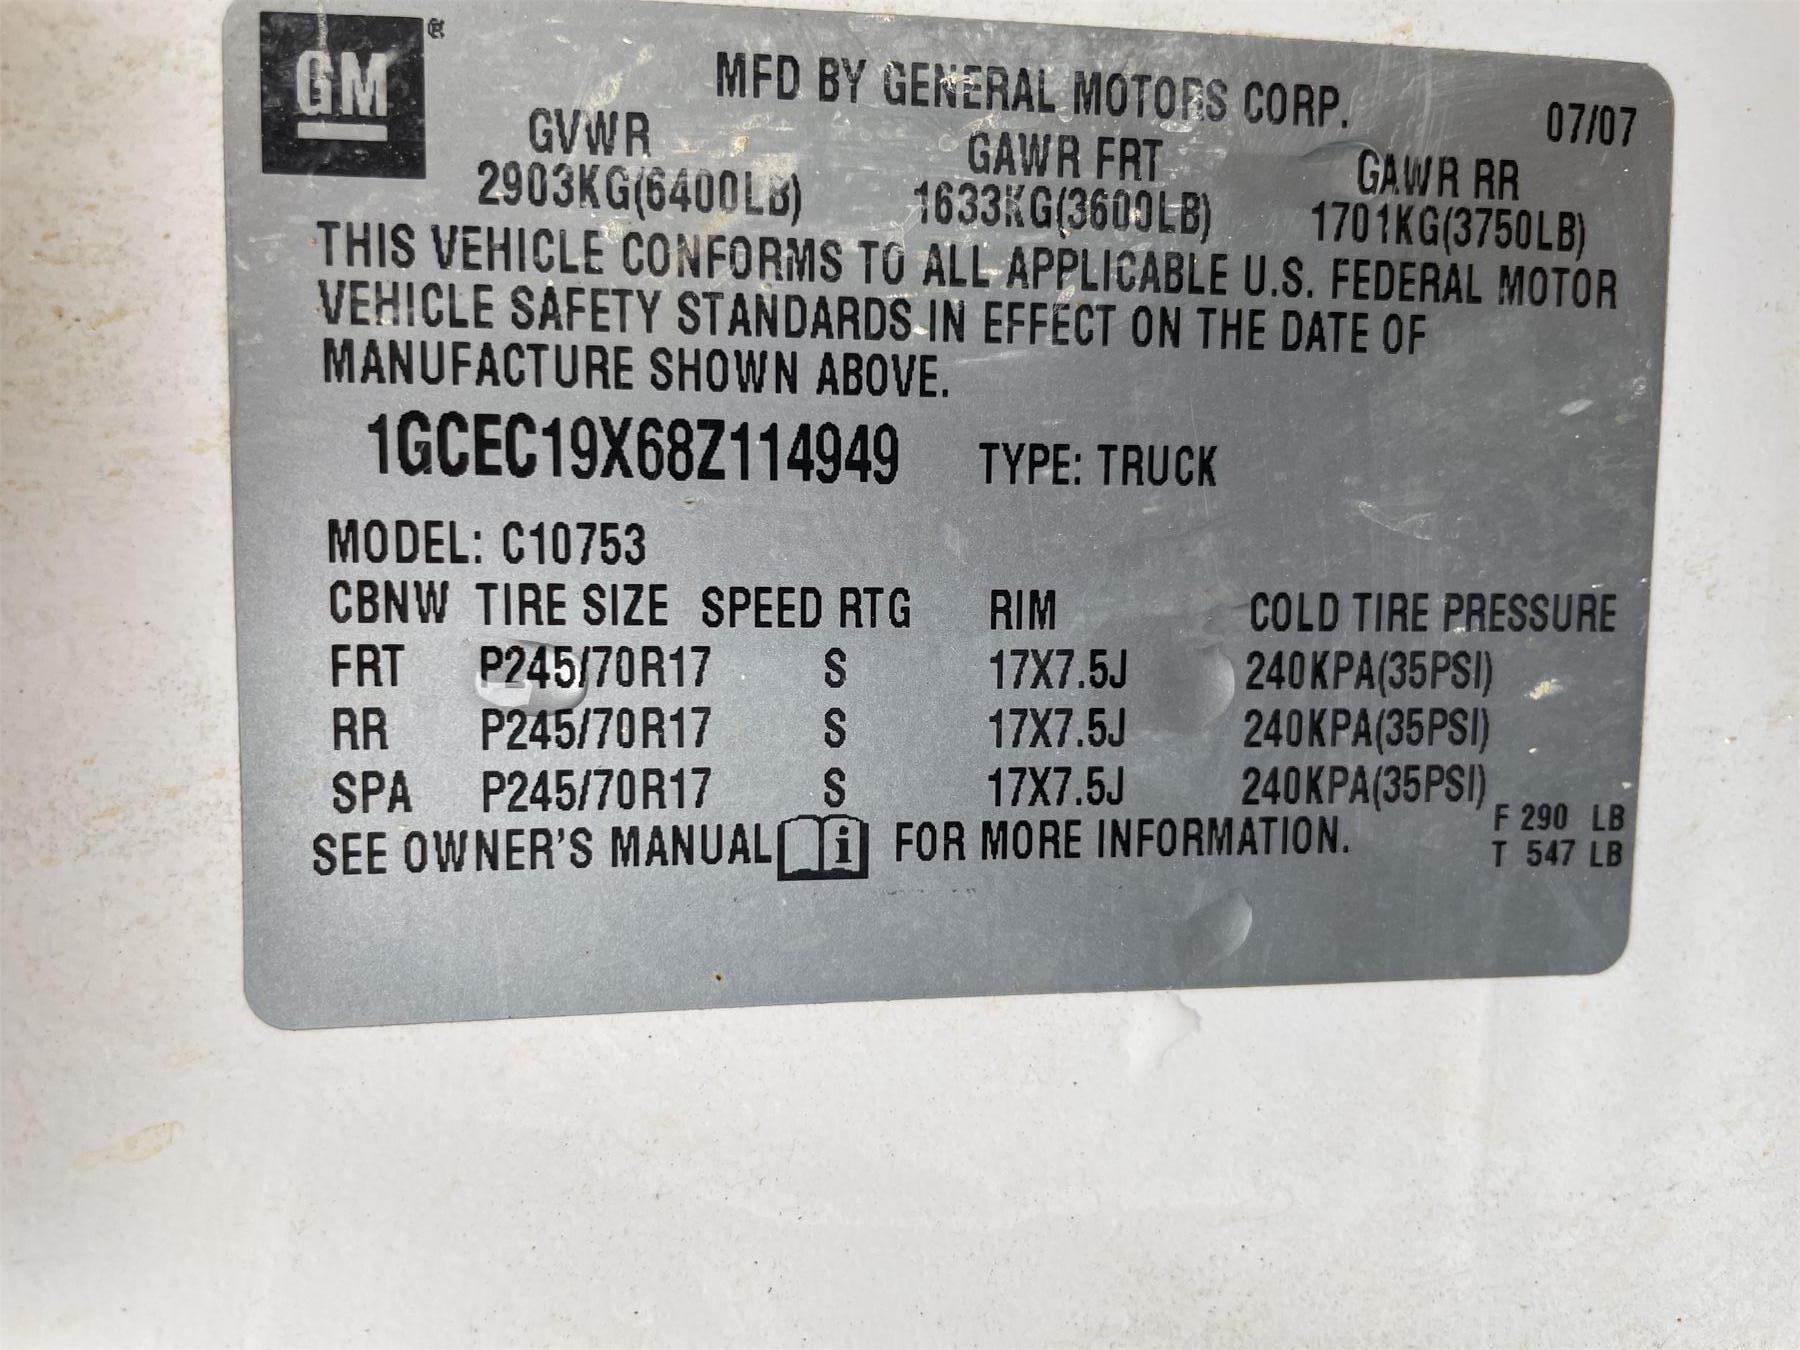 GM ®
MFD BY GENERAL MOTORS CORP.
07/07
GVWR GAWR FRT GAWR RR
2903KG(6400LB) 1633KG(3600LB) 1701KG(3750LB)
THIS VEHICLE CONFORMS TO ALL APPLICABLE U.S. FEDERAL MOTOR
VEHICLE SAFETY STANDARDS IN EFFECT ON THE DATE OF
MANUFACTURE SHOWN ABOVE.
1GCEC19X68Z114949 TYPE: TRUCK
MODEL: C10753
CBNW TIRE SIZE SPEED RTG RIM COLD TIRE PRESSURE
FRT P245/70R17 S 17X7.5J 240KPA(35PSI)
RR P245/70R17 S 17X7.5J 240KPA(35PSI)
SPA P245/70R17 S 17X7.5J 240KPA(35PSI)
SEE OWNER'S MANUAL i FOR MORE INFORMATION.
F 290 LB
T 547 LB